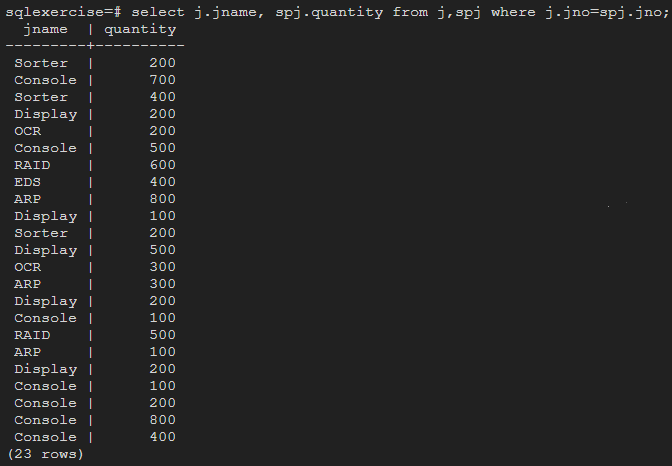 sqlexercise=# select j.jname, spj.quantity from j,spj where j.jno=spj.jno;
  jname  | quantity
---------+----------
 Sorter  |      200
 Console |      700
 Sorter  |      400
 Display |      200
 OCR     |      200
 Console |      500
 RAID    |      600
 EDS     |      400
 ARP     |      800
 Display |      100
 Sorter  |      200
 Display |      500
 OCR     |      300
 ARP     |      300
 Display |      200
 Console |      100
 RAID    |      500
 ARP     |      100
 Display |      200
 Console |      100
 Console |      200
 Console |      800
 Console |      400
(23 rows)